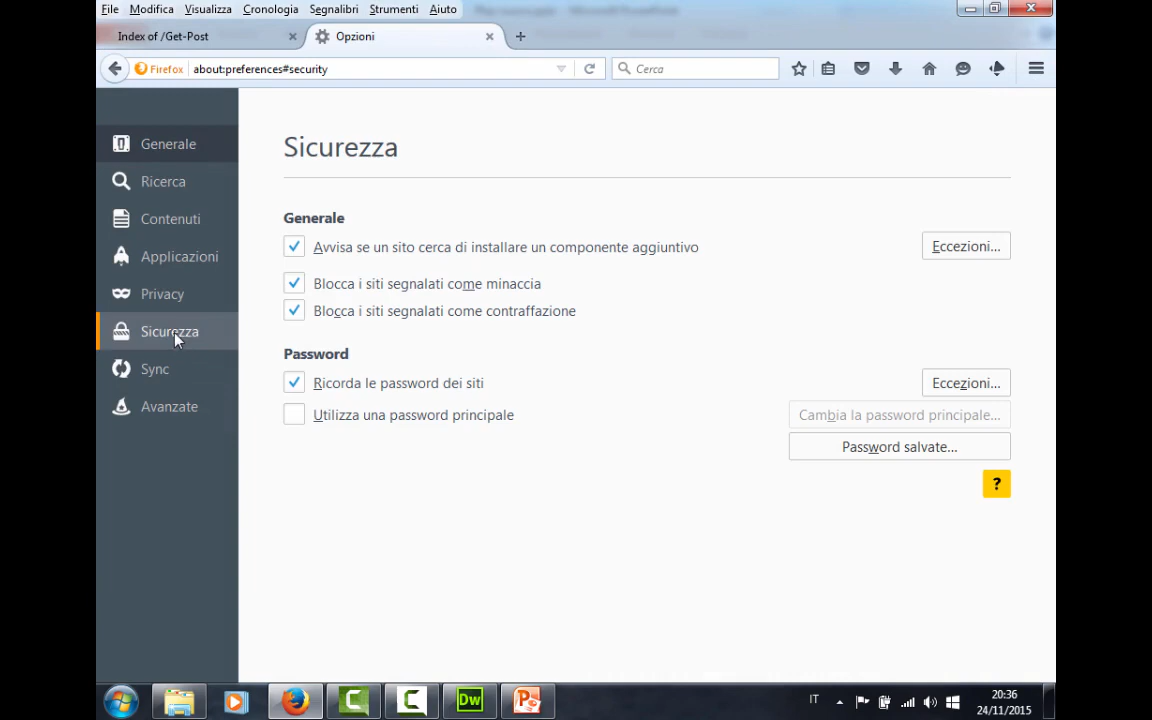 File Modifica Visualizza Cronologia Segnalibri Strumenti Aiuto
Index of /Get-Post Opzioni
Firefox about:preferences#security Cerca
Generale
Ricerca
Contenuti
Applicazioni
Privacy
Sicurezza
Sync
Avanzate
Sicurezza
Generale
Avvisa se un sito cerca di installare un componente aggiuntivo Eccezioni...
Blocca i siti segnalati come minaccia
Blocca i siti segnalati come contraffazione
Password
Ricorda le password dei siti Eccezioni...
Utilizza una password principale Cambia la password principale...
Password salvate...
?
Dw
IT
20:36
24/11/2015